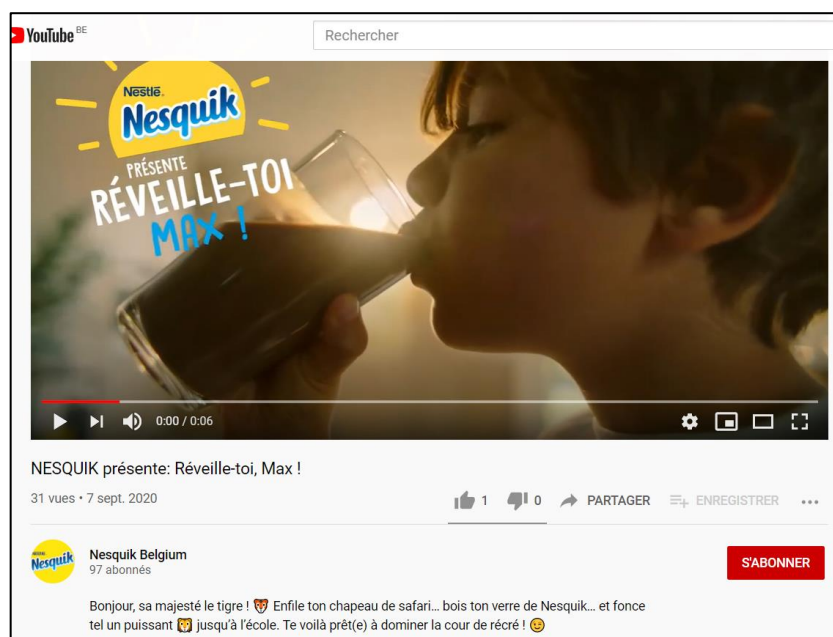 YouTube BE
Rechercher
Nestlé
Nesquik
PRÉSENTE
RÉVEILLE-TOI
MAX !
0:00 / 0:06
NESQUIK présente: Réveille-toi, Max !
31 vues • 7 sept. 2020
1 0 PARTAGER ENREGISTRER
Nesquik
Nesquik Belgium
97 abonnés
S'ABONNER
Bonjour, sa majesté le tigre ! 🐯 Enfile ton chapeau de safari… bois ton verre de Nesquik… et fonce
tel un puissant 🐯 jusqu'à l'école. Te voilà prêt(e) à dominer la cour de récré ! 😉